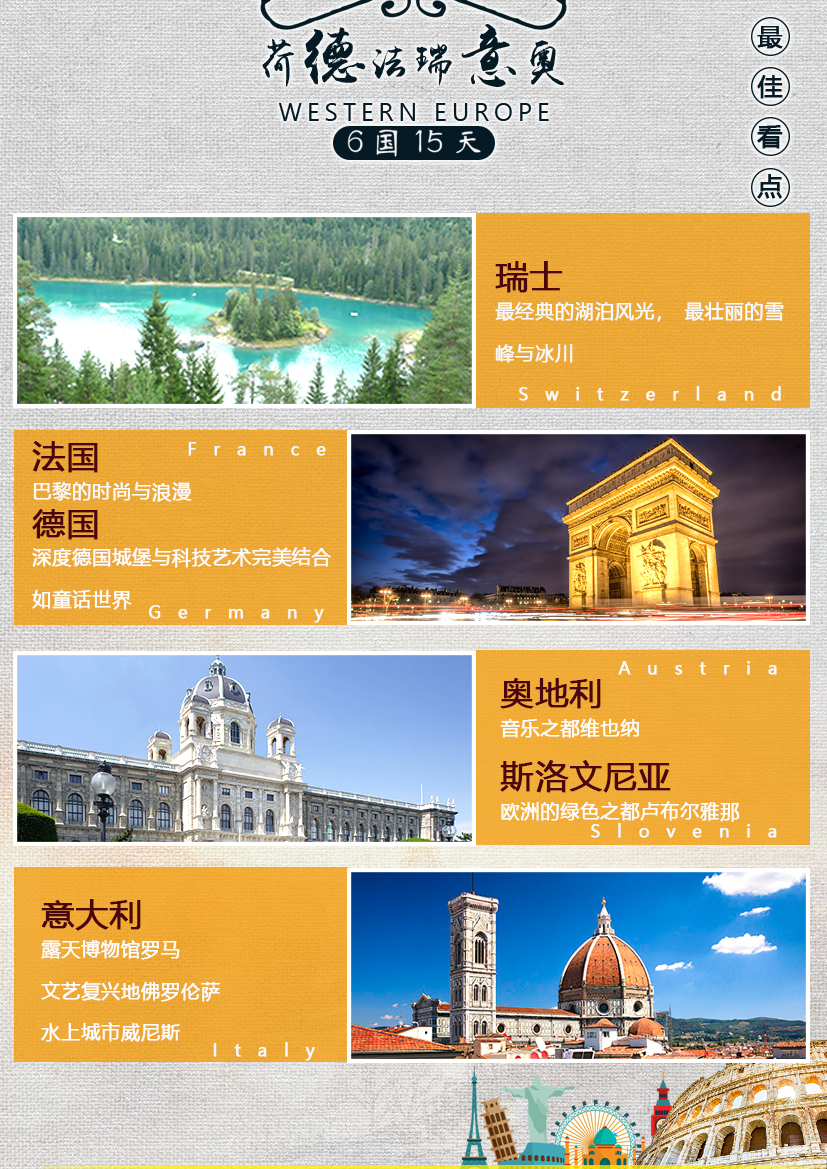 荷德法瑞意奥
WESTERN EUROPE
6国15天
最
佳
看
点
瑞士
最经典的湖泊风光， 最壮丽的雪
峰与冰川
Switzerland
法国
France
巴黎的时尚与浪漫
德国
深度德国城堡与科技艺术完美结合
如童话世界
Germany
Austria
奥地利
音乐之都维也纳
斯洛文尼亚
欧洲的绿色之都卢布尔雅那
Slovenia
意大利
露天博物馆罗马
文艺复兴地佛罗伦萨
水上城市威尼斯
Italy